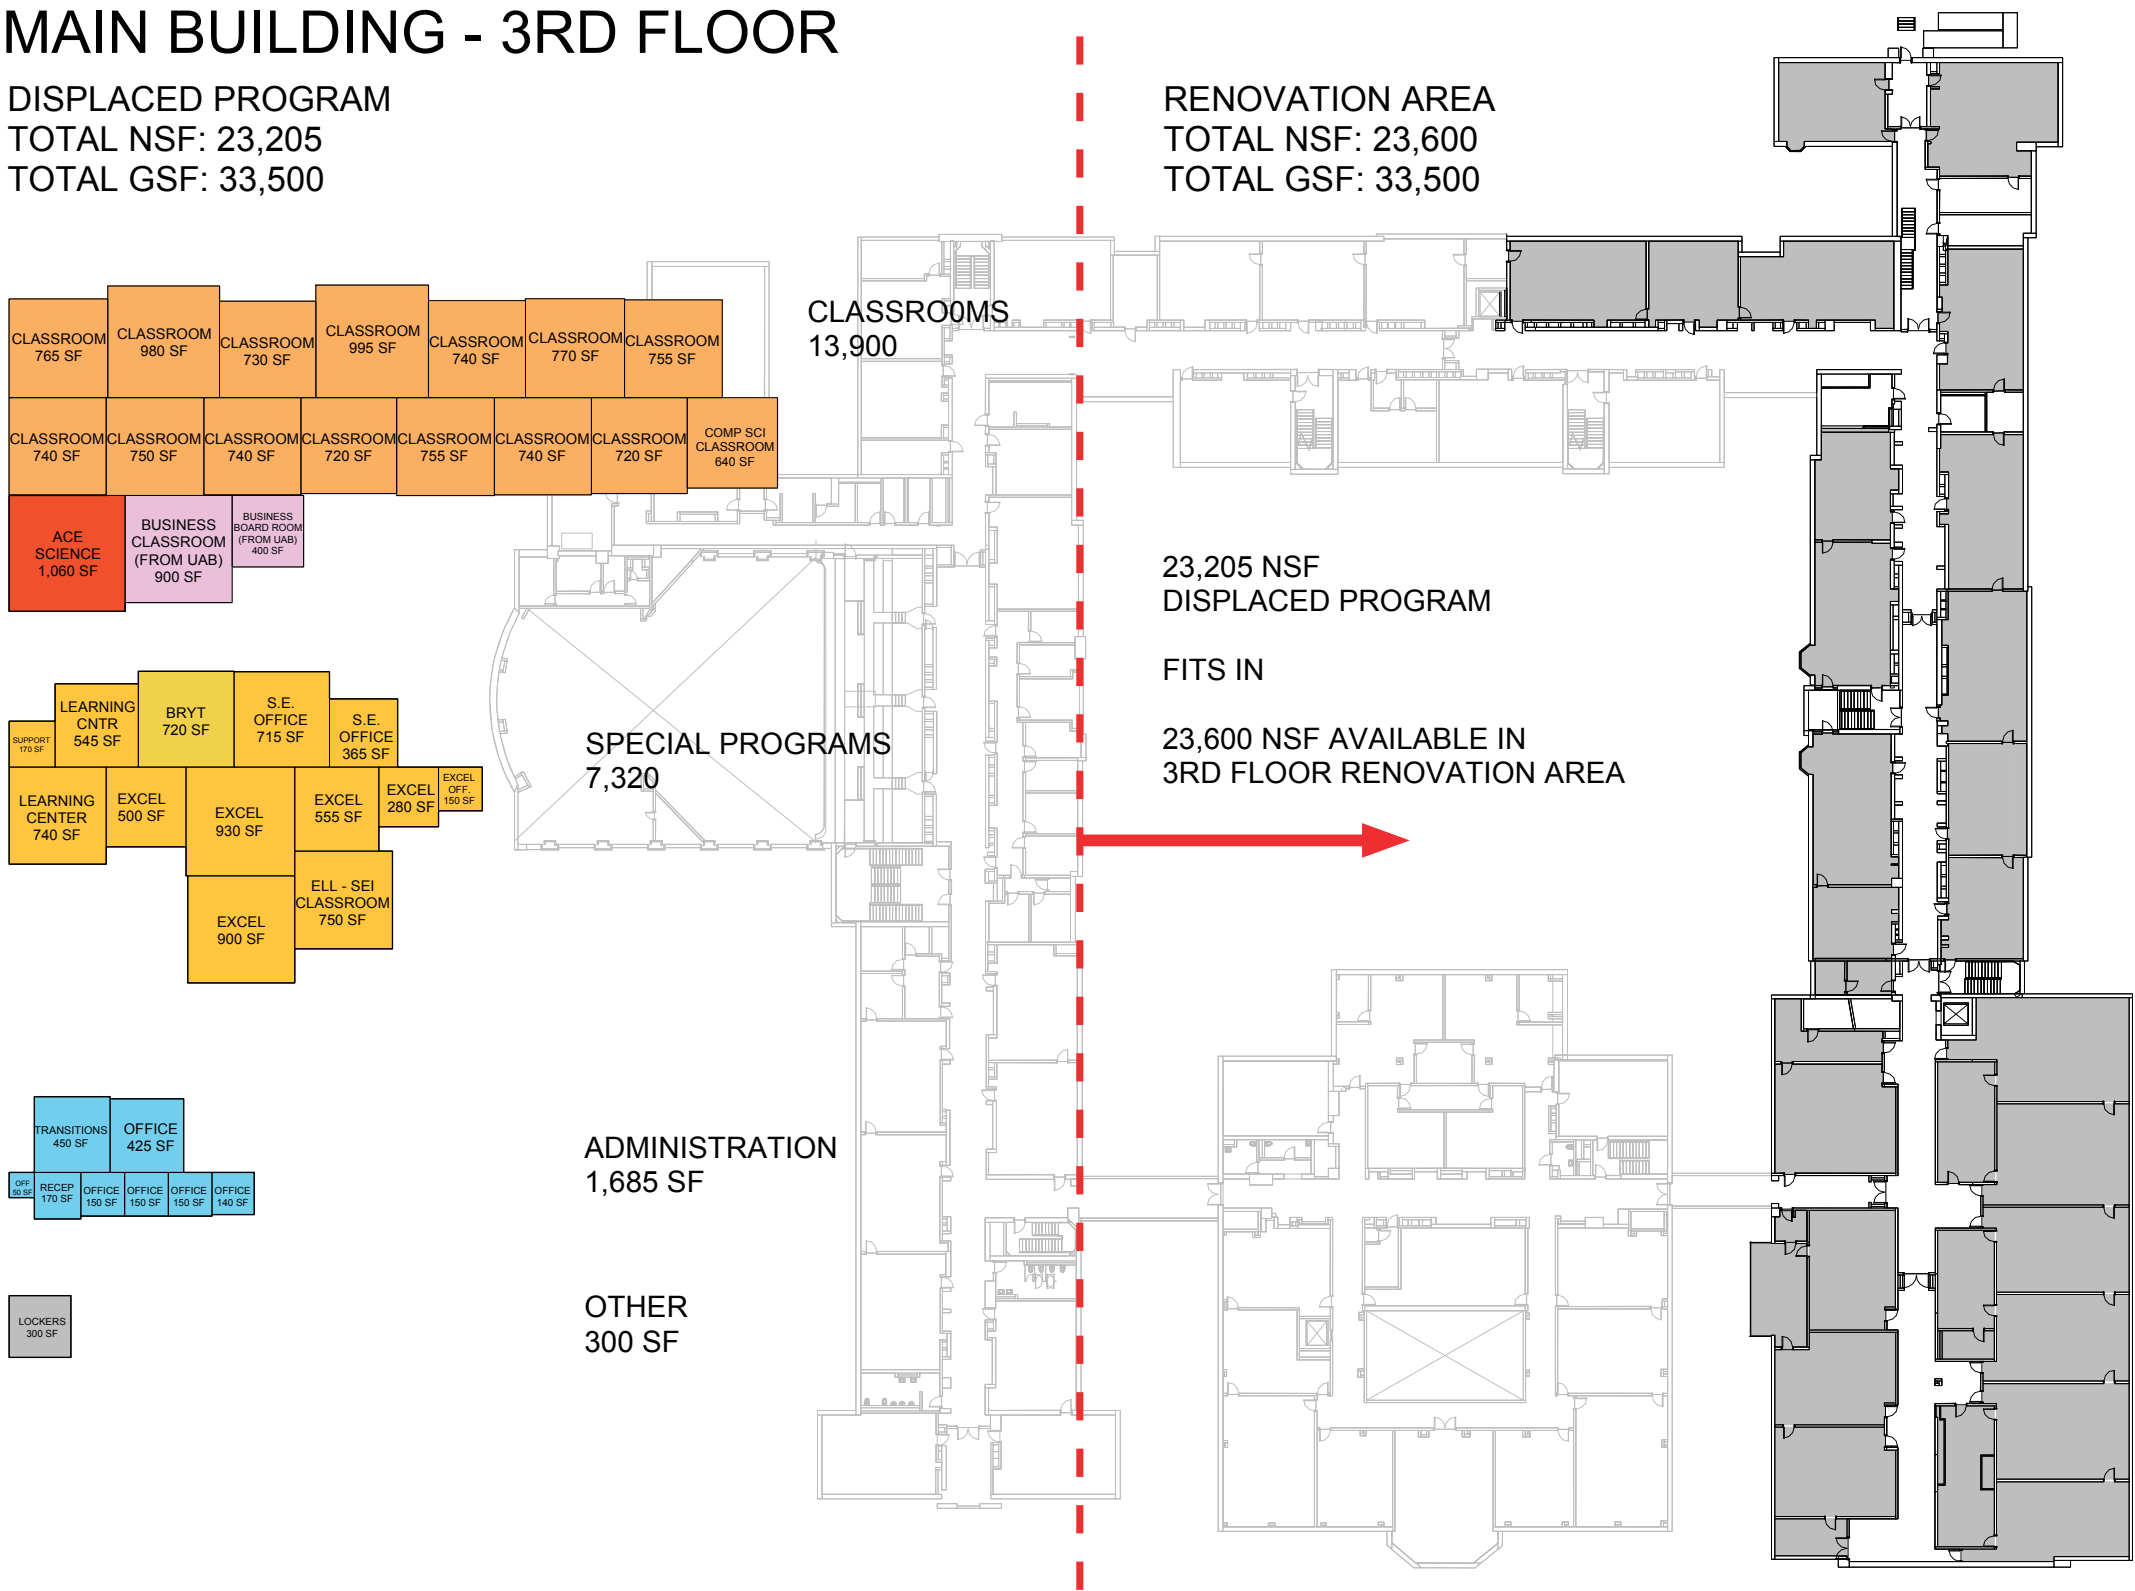 MAIN BUILDING - 3RD FLOOR
DISPLACED PROGRAM
TOTAL NSF: 23,205
TOTAL GSF: 33,500
RENOVATION AREA
TOTAL NSF: 23,600
TOTAL GSF: 33,500
CLASSROOM
765 SF
CLASSROOM
980 SF
CLASSROOM
730 SF
CLASSROOM
995 SF
CLASSROOM
740 SF
CLASSROOM
770 SF
CLASSROOM
755 SF
CLASSRO0MS
13,900
CLASSROOM
740 SF
CLASSROOM
750 SF
CLASSROOM
740 SF
CLASSROOM
720 SF
CLASSROOM
755 SF
CLASSROOM
740 SF
CLASSROOM
720 SF
COMP SCI
CLASSROOM
640 SF
ACE
SCIENCE
1,060 SF
BUSINESS
CLASSROOM
(FROM UAB)
900 SF
BUSINESS
BOARD ROOM
(FROM UAB)
400 SF
23,205 NSF
DISPLACED PROGRAM
FITS IN
23,600 NSF AVAILABLE IN
3RD FLOOR RENOVATION AREA
SUPPORT
170 SF
LEARNING
CNTR
545 SF
BRYT
720 SF
S.E.
OFFICE
715 SF
S.E.
OFFICE
365 SF
SPECIAL PROGRAMS
7,320
LEARNING
CENTER
740 SF
EXCEL
500 SF
EXCEL
930 SF
EXCEL
555 SF
EXCEL
280 SF
EXCEL
OFF.
150 SF
EXCEL
900 SF
ELL - SEI
CLASSROOM
750 SF
TRANSITIONS
450 SF
OFFICE
425 SF
ADMINISTRATION
1,685 SF
OFF
50 SF
RECEP
170 SF
OFFICE
150 SF
OFFICE
150 SF
OFFICE
150 SF
OFFICE
140 SF
LOCKERS
300 SF
OTHER
300 SF